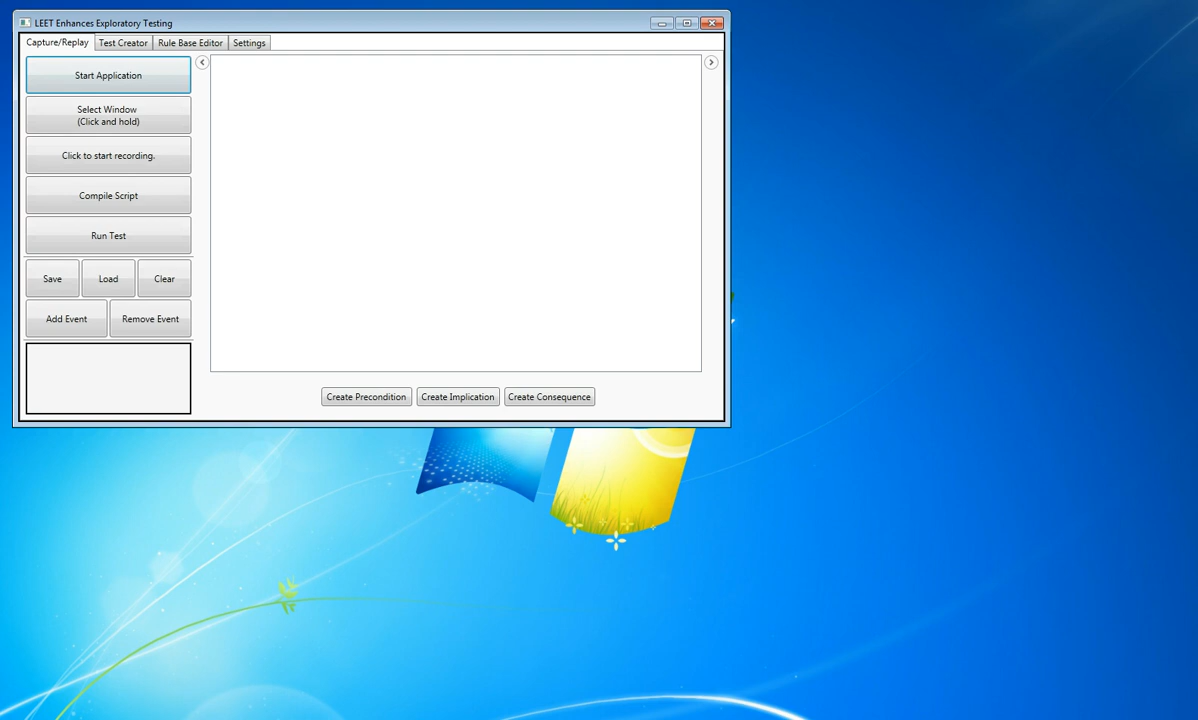 LEET Enhances Exploratory Testing
Capture/Replay Test Creator Rule Base Editor Settings
Start Application
Select Window
(Click and hold)
Click to start recording.
Compile Script
Run Test
Save Load Clear
Add Event Remove Event
Create Precondition Create Implication Create Consequence